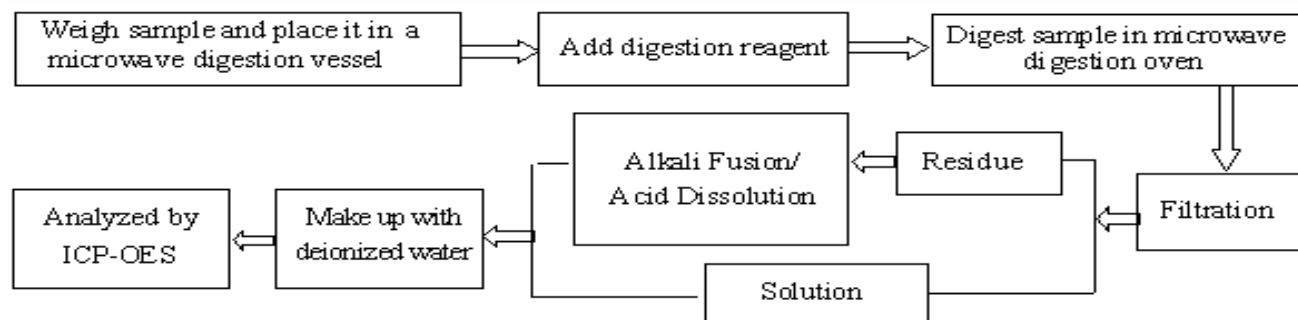 Weigh sample and place it in a
microwave digestion vessel
Add digestion reagent
Digest sample in microwave
digestion oven
Filtration
Residue
Alkali Fusion/
Acid Dissolution
Solution
Make up with
deionized water
Analyzed by
ICP-OES